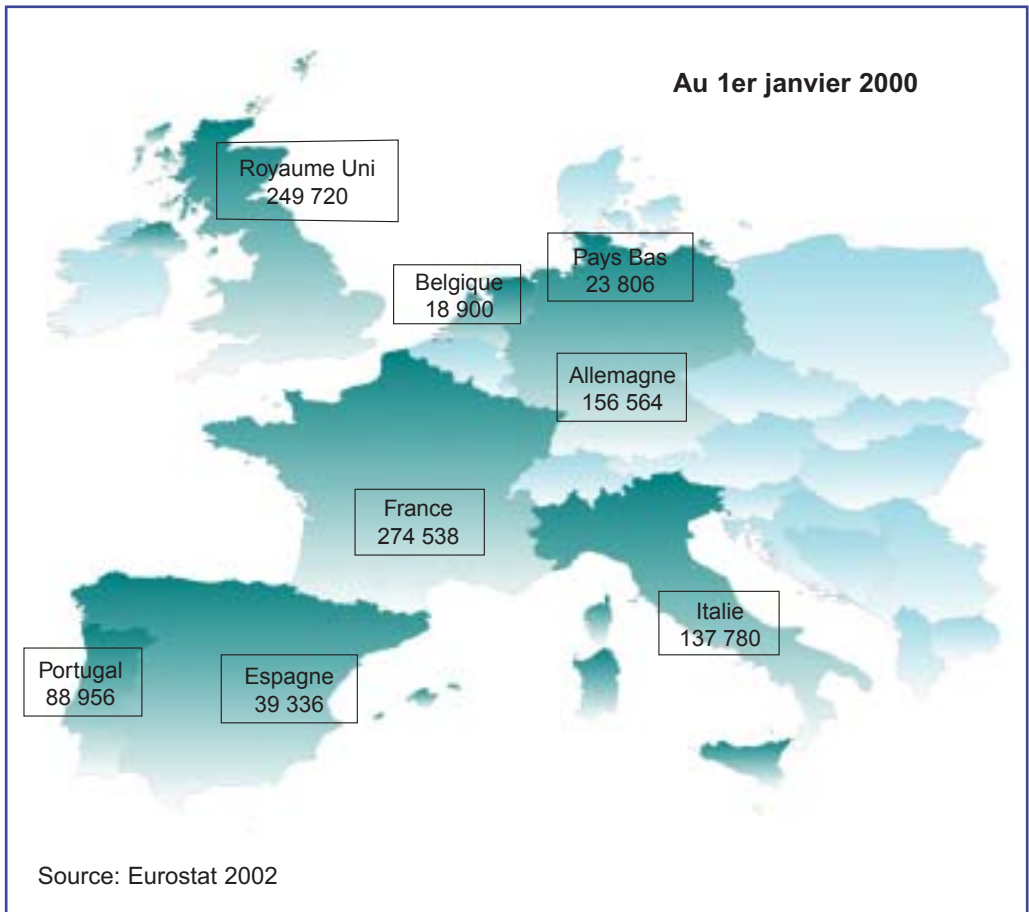 Au 1er janvier 2000
Royaume Uni
249 720
Pays Bas
23 806
Belgique
18 900
Allemagne
156 564
France
274 538
Italie
137 780
Portugal
88 956
Espagne
39 336
Source: Eurostat 2002